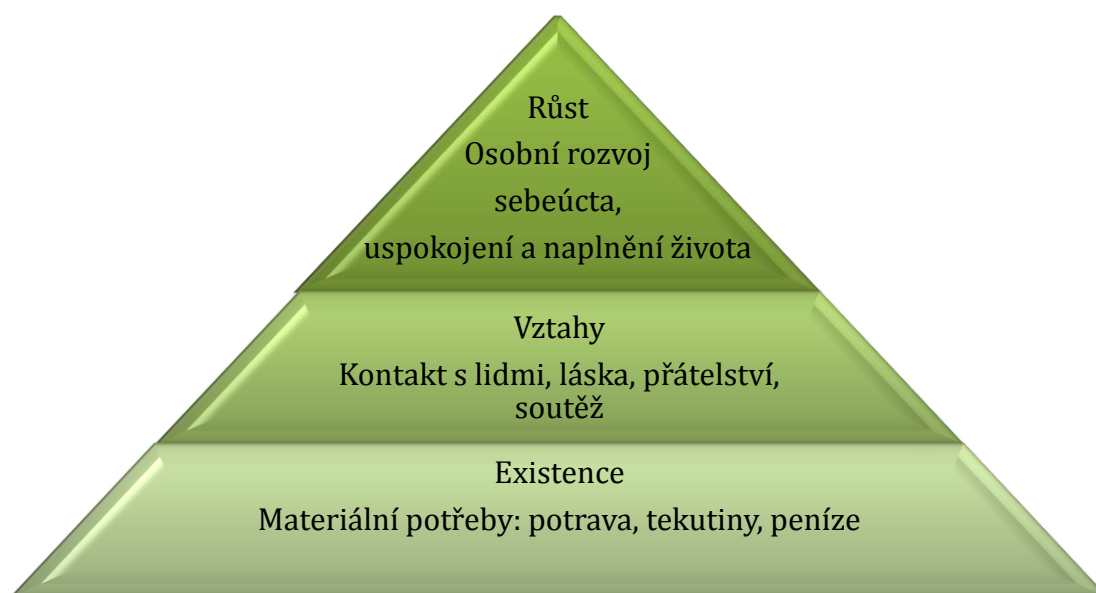 Růst
Osobní rozvoj
sebeúcta,
uspokojení a naplnění života
Vztahy
Kontakt s lidmi, láska, přátelství,
soutěž
Existence
Materiální potřeby: potrava, tekutiny, peníze